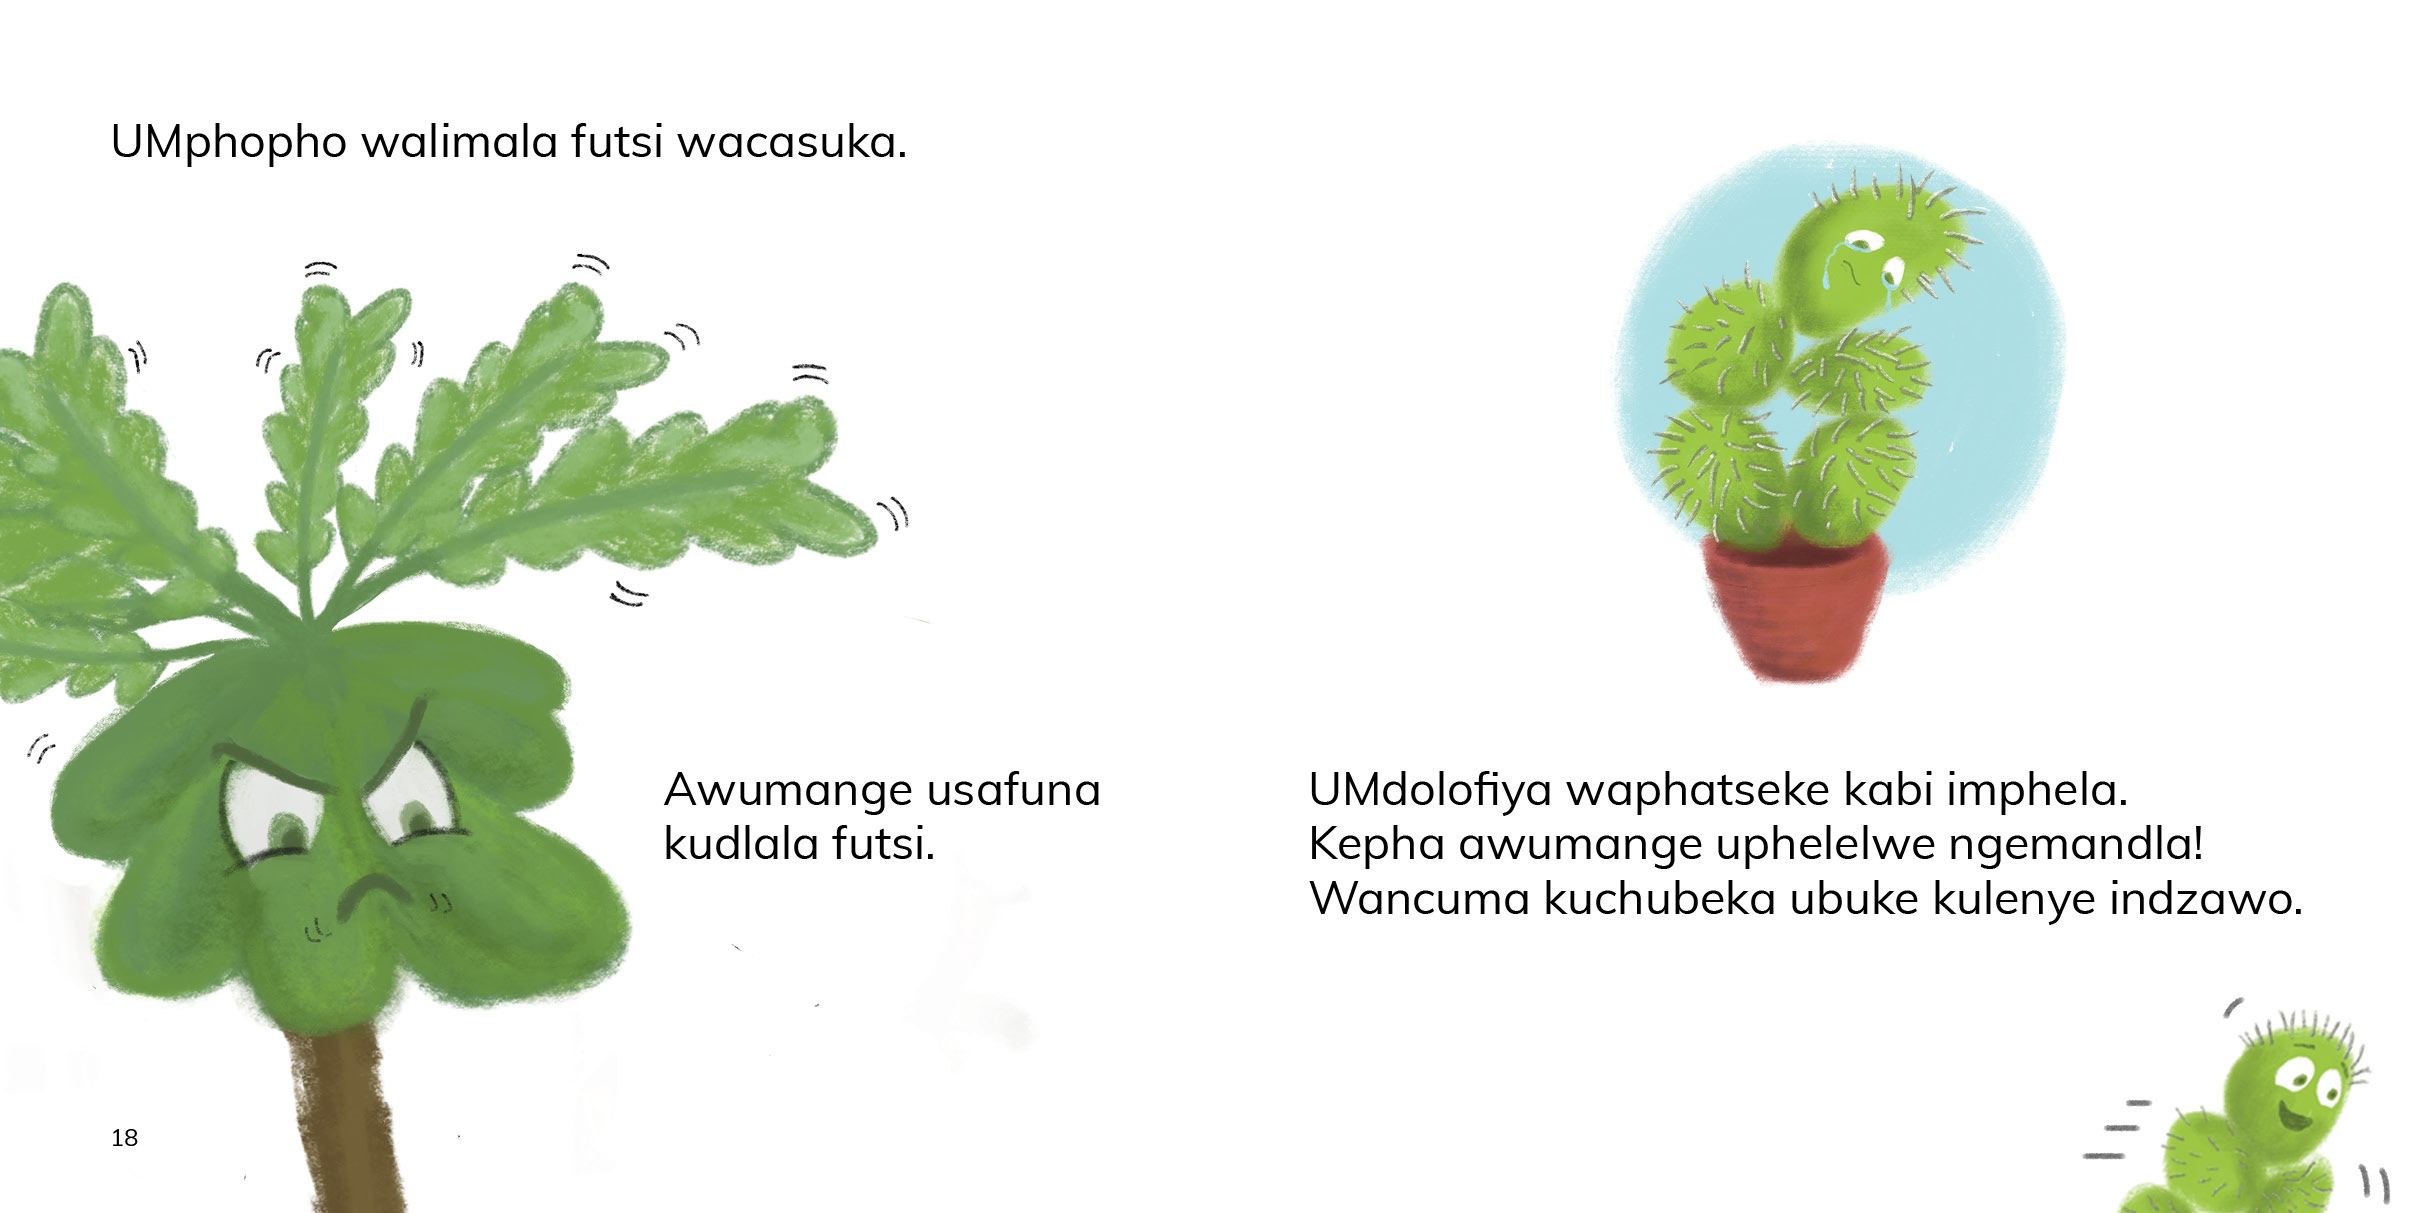 UMphopho walimala futsi wacasuka.
Awumange usafuna
kudlala futsi.
18
UMdolofiya waphatseke kabi imphela.
Kepha awumange uphelelwe ngemandla!
Wancuma kuchubeka ubuke kulenye indzawo.